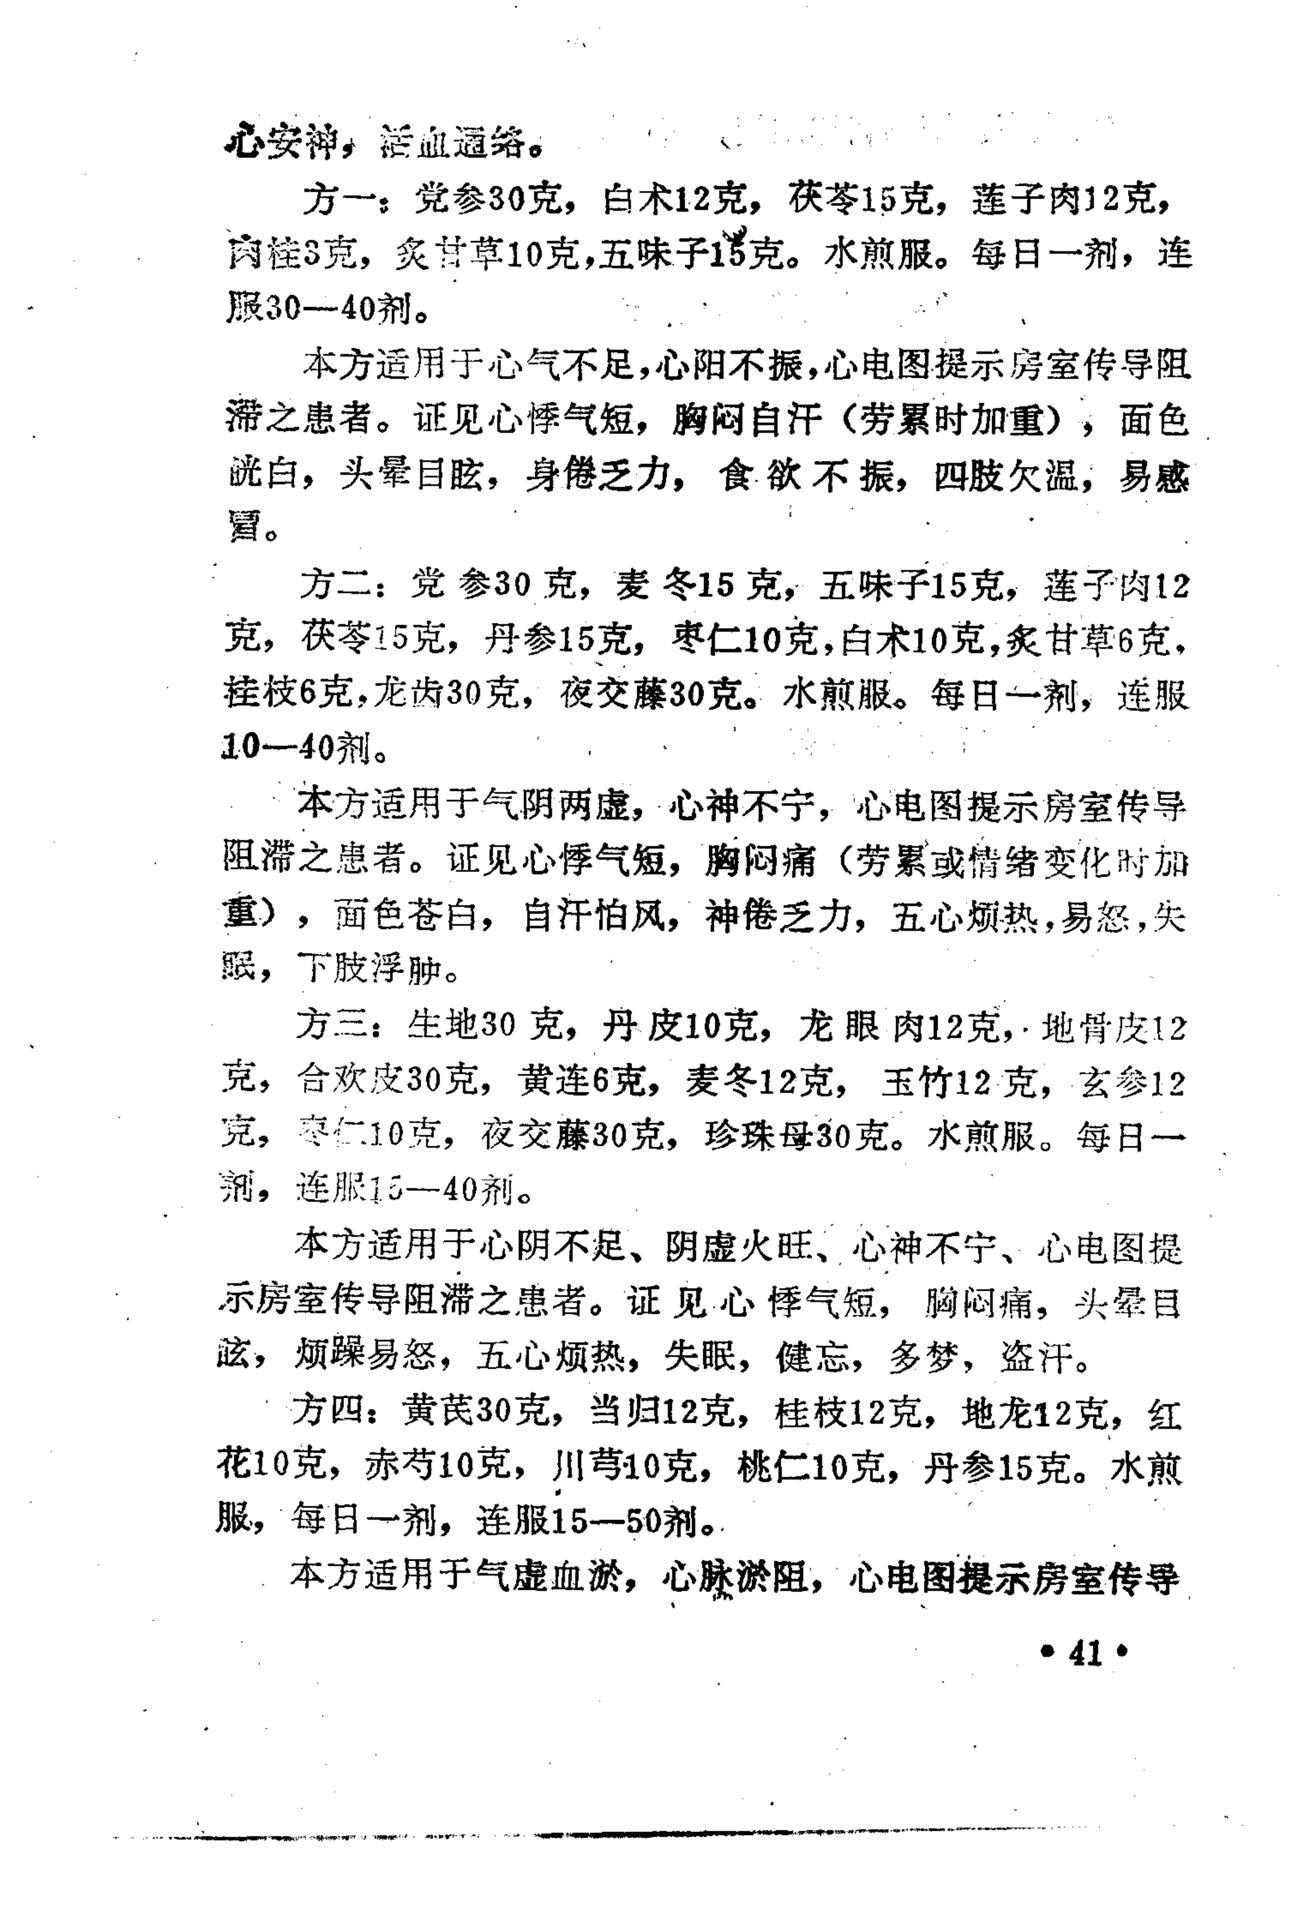 心安神，活血通络。
方一：党参30克，白术12克，茯苓15克，莲子肉12克，
肉桂3克，炙甘草10克，五味子15克。水煎服。每日一剂，连
服30—40剂。
本方适用于心气不足，心阳不振，心电图提示房室传导阻
滞之患者。证见心悸气短，胸闷自汗（劳累时加重），面色
㿠白，头晕目眩，身倦乏力，食欲不振，四肢欠温，易感
冒。
方二：党参30克，麦冬15克，五味子15克，莲子肉12
克，茯苓15克，丹参15克，枣仁10克，白术10克，炙甘草6克，
桂枝6克，龙齿30克，夜交藤30克。水煎服。每日一剂，连服
10—40剂。
本方适用于气阴两虚，心神不宁，心电图提示房室传导
阻滞之患者。证见心悸气短，胸闷痛（劳累或情绪变化时加
重），面色苍白，自汗怕风，神倦乏力，五心烦热，易怒，失
眠，下肢浮肿。
方三：生地30克，丹皮10克，龙眼肉12克，地骨皮12
克，合欢皮30克，黄连6克，麦冬12克，玉竹12克，玄参12
克，枣仁10克，夜交藤30克，珍珠母30克。水煎服。每日一
剂，连服15—40剂。
本方适用于心阴不足、阴虚火旺、心神不宁、心电图提
示房室传导阻滞之患者。证见心悸气短，胸闷痛，头晕目
眩，烦躁易怒，五心烦热，失眠，健忘，多梦，盗汗。
方四：黄芪30克，当归12克，桂枝12克，地龙12克，红
花10克，赤芍10克，川芎10克，桃仁10克，丹参15克。水煎
服，每日一剂，连服15—50剂。
本方适用于气虚血淤，心脉淤阻，心电图提示房室传导
•41•